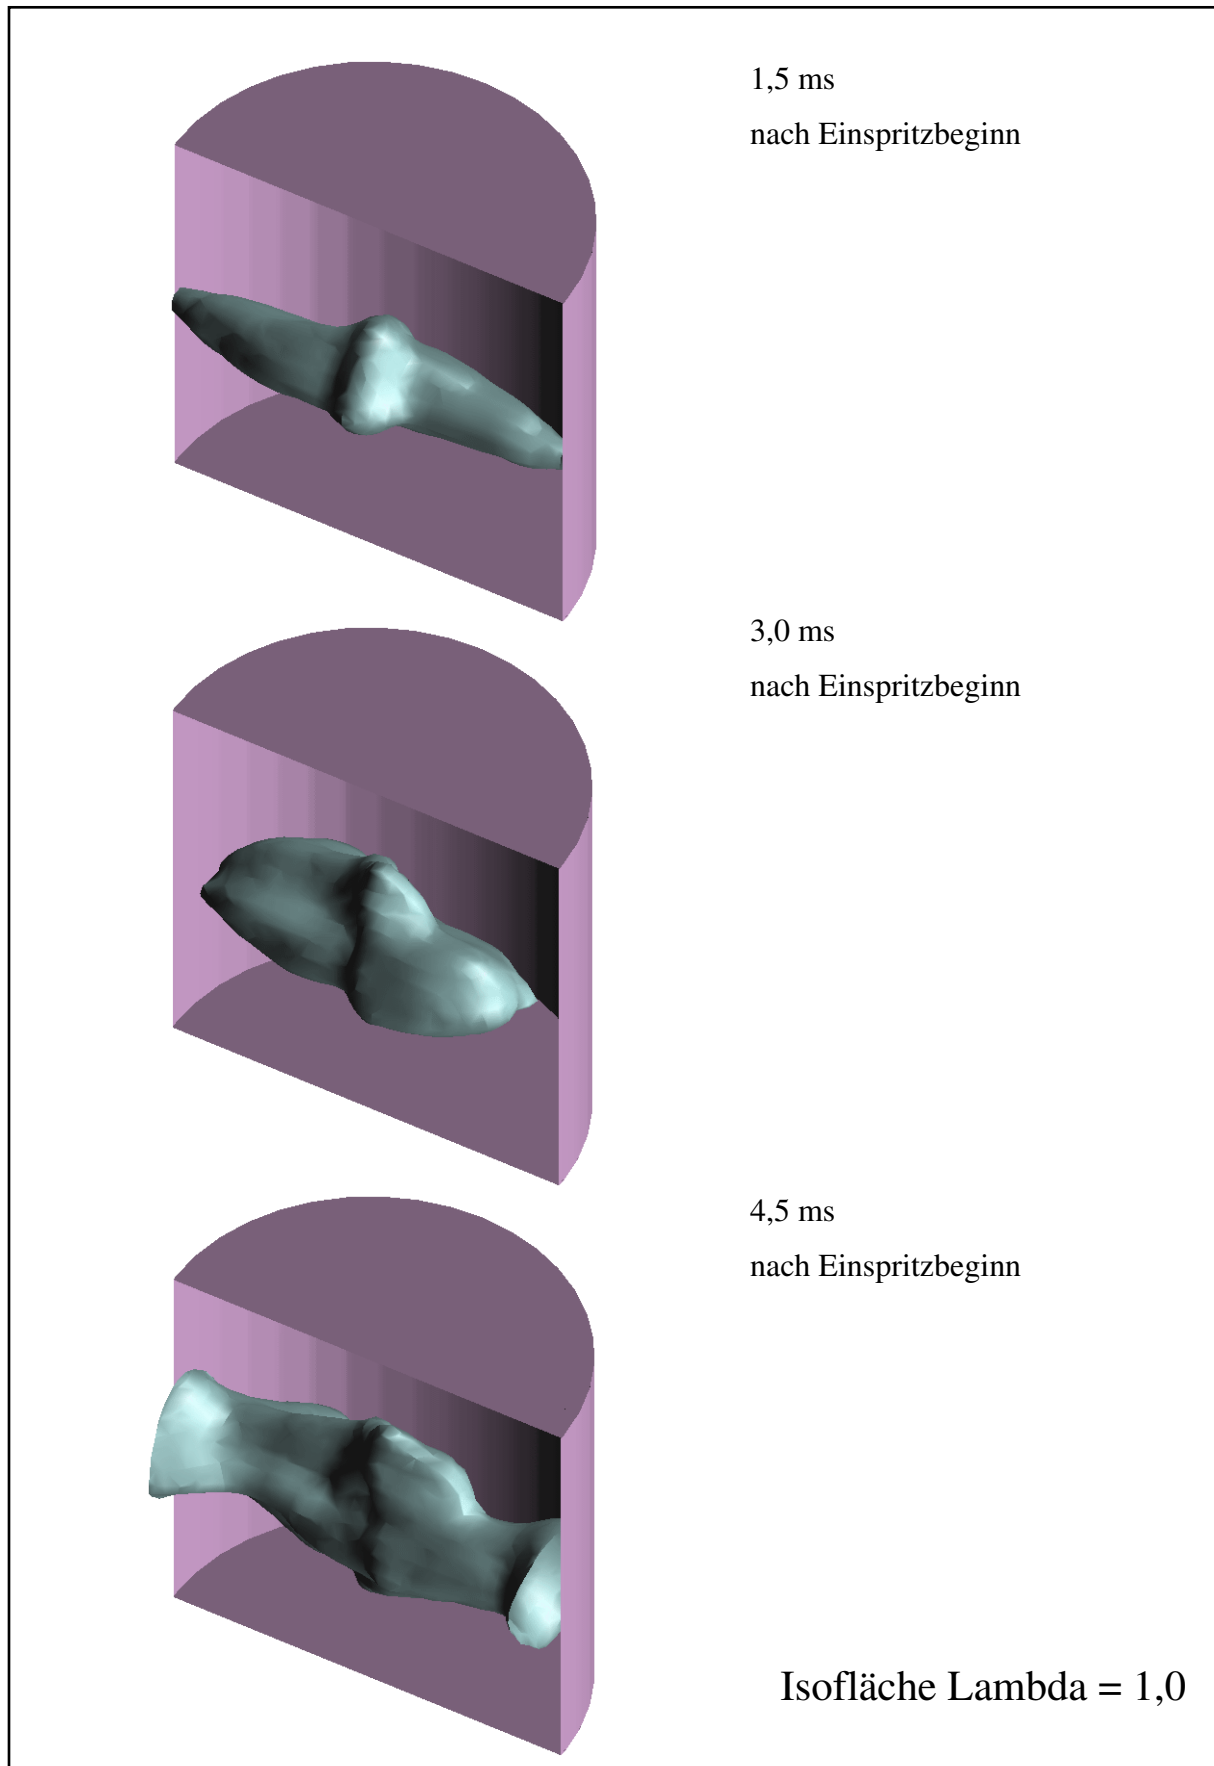 1,5 ms
nach Einspritzbeginn
3,0 ms
nach Einspritzbeginn
4,5 ms
nach Einspritzbeginn
Isofläche Lambda = 1,0